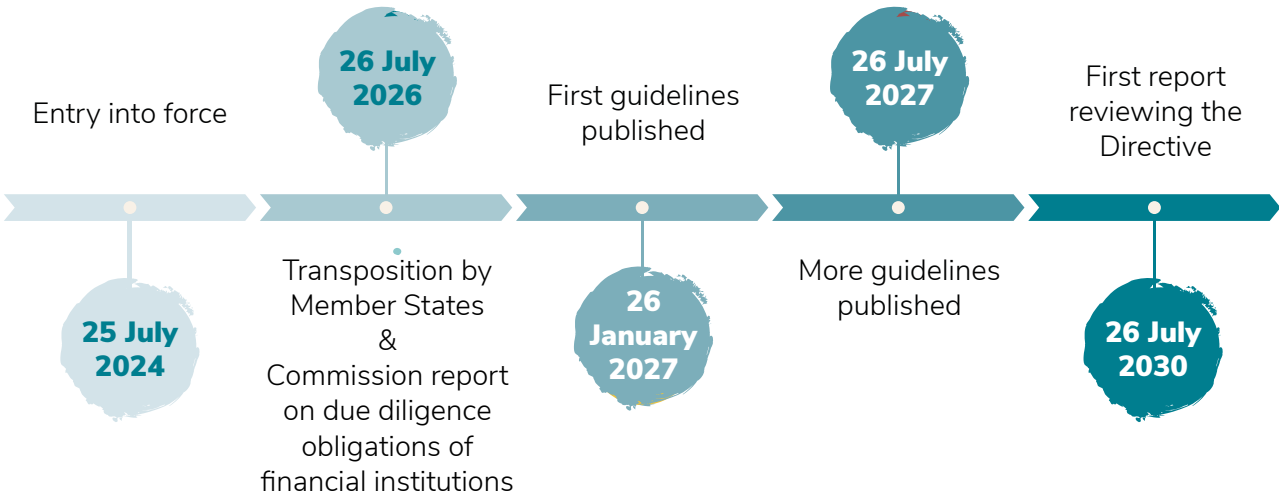 Entry into force
25 July
2024
26 July
2026
Transposition by
Member States
&
Commission report
on due diligence
obligations of
financial institutions
First guidelines
published
26
January
2027
26 July
2027
More guidelines
published
First report
reviewing the
Directive
26 July
2030